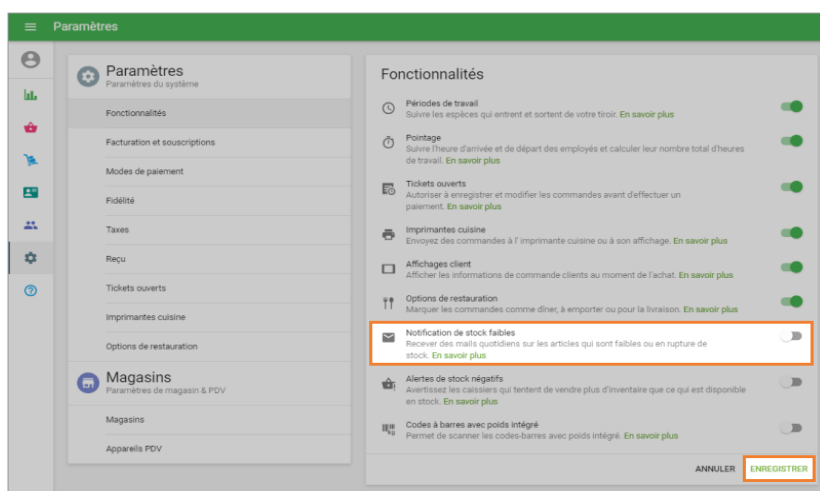 Paramètres
Paramètres
Paramètres du système
Fonctionnalités
Facturation et souscriptions
Modes de paiement
Fidélité
Taxes
Reçu
Tickets ouverts
Imprimantes cuisine
Options de restauration
Magasins
Paramètres de magasin & PDV
Magasins
Appareils PDV
Fonctionnalités
Périodes de travail
Suivre les espèces qui entrent et sortent de votre tiroir. En savoir plus
Pointage
Suivre l'heure d'arrivée et de départ des employés et calculer leur nombre total d'heures
de travail. En savoir plus
Tickets ouverts
Autoriser à enregistrer et modifier les commandes avant d'effectuer un
paiement. En savoir plus
Imprimantes cuisine
Envoyez des commandes à l' imprimante cuisine ou à son affichage. En savoir plus
Affichages client
Afficher les informations de commande clients au moment de l'achat. En savoir plus
Options de restauration
Marquer les commandes comme dîner, à emporter ou pour la livraison. En savoir plus
Notification de stock faibles
Recever des mails quotidiens sur les articles qui sont faibles ou en rupture de
stock. En savoir plus
Alertes de stock négatifs
Avertissez les caissiers qui tentent de vendre plus d'inventaire que ce qui est disponible
en stock. En savoir plus
Codes à barres avec poids intégré
Permet de scanner les codes-barres avec poids intégré. En savoir plus
ANNULER ENREGISTRER